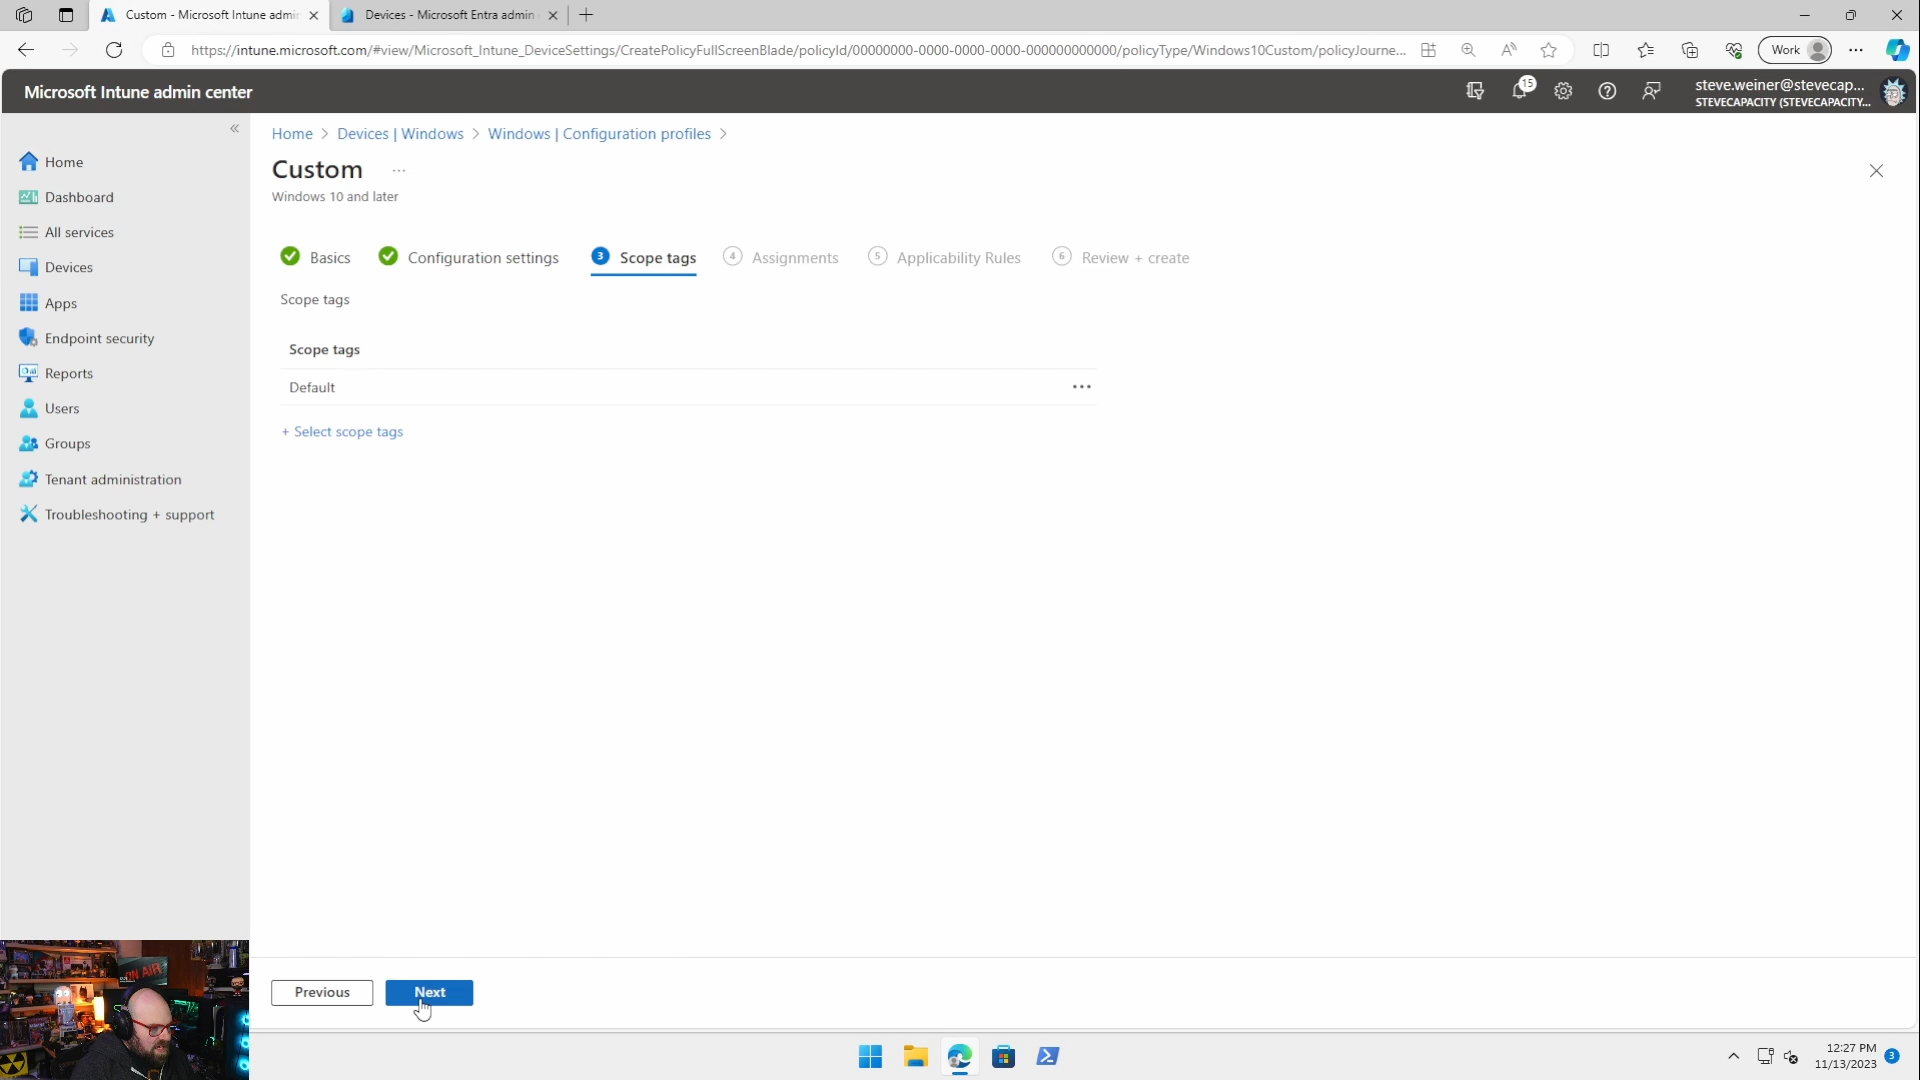 Custom - Microsoft Intune admin
Devices - Microsoft Entra admin
https://intune.microsoft.com/#view/Microsoft_Intune_DeviceSettings/CreatePolicyFullScreenBlade/policyId/00000000-0000-0000-0000-000000000000/policyType/Windows10Custom/policyJourne...
Work
Microsoft Intune admin center
15
steve.weiner@stevecap...
STEVECAPACITY (STEVECAPACITY,...
Home
Dashboard
All services
Devices
Apps
Endpoint security
Reports
Users
Groups
Tenant administration
Troubleshooting + support
Home > Devices | Windows > Windows | Configuration profiles >
Custom ...
Windows 10 and later
Basics
Configuration settings
3 Scope tags
4 Assignments
5 Applicability Rules
6 Review + create
Scope tags
Scope tags
Default
+ Select scope tags
Previous
Next
ON AIR
12:27 PM
11/13/2023
3